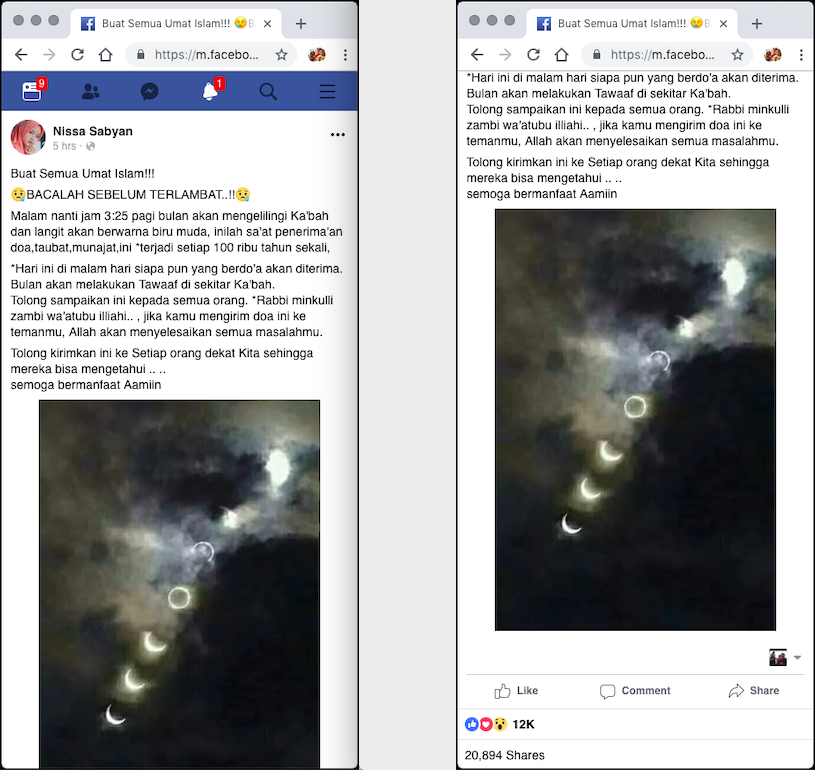 Buat Semua Umat Islam!!! 😢B
https://m.facebo...
9
1
Nissa Sabyan
5 hrs ·
Buat Semua Umat Islam!!!
😢BACALAH SEBELUM TERLAMBAT..!!😢
Malam nanti jam 3:25 pagi bulan akan mengelilingi Ka'bah
dan langit akan berwarna biru muda, inilah sa'at penerima'an
doa,taubat,munajat,ini *terjadi setiap 100 ribu tahun sekali,
*Hari ini di malam hari siapa pun yang berdo'a akan diterima.
Bulan akan melakukan Tawaaf di sekitar Ka'bah.
Tolong sampaikan ini kepada semua orang. *Rabbi minkulli
zambi wa'atubu illiahi.. , jika kamu mengirim doa ini ke
temanmu, Allah akan menyelesaikan semua masalahmu.
Tolong kirimkan ini ke Setiap orang dekat Kita sehingga
mereka bisa mengetahui .. ..
semoga bermanfaat Aamiin
Buat Semua Umat Islam!!! 😢B
https://m.facebo...
*Hari ini di malam hari siapa pun yang berdo'a akan diterima.
Bulan akan melakukan Tawaaf di sekitar Ka'bah.
Tolong sampaikan ini kepada semua orang. *Rabbi minkulli
zambi wa'atubu illiahi.. , jika kamu mengirim doa ini ke
temanmu, Allah akan menyelesaikan semua masalahmu.
Tolong kirimkan ini ke Setiap orang dekat Kita sehingga
mereka bisa mengetahui .. ..
semoga bermanfaat Aamiin
Like Comment Share
12K
20,894 Shares